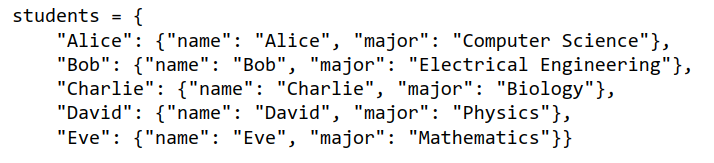 students = {
    "Alice": {"name": "Alice", "major": "Computer Science"},
    "Bob": {"name": "Bob", "major": "Electrical Engineering"},
    "Charlie": {"name": "Charlie", "major": "Biology"},
    "David": {"name": "David", "major": "Physics"},
    "Eve": {"name": "Eve", "major": "Mathematics"}}